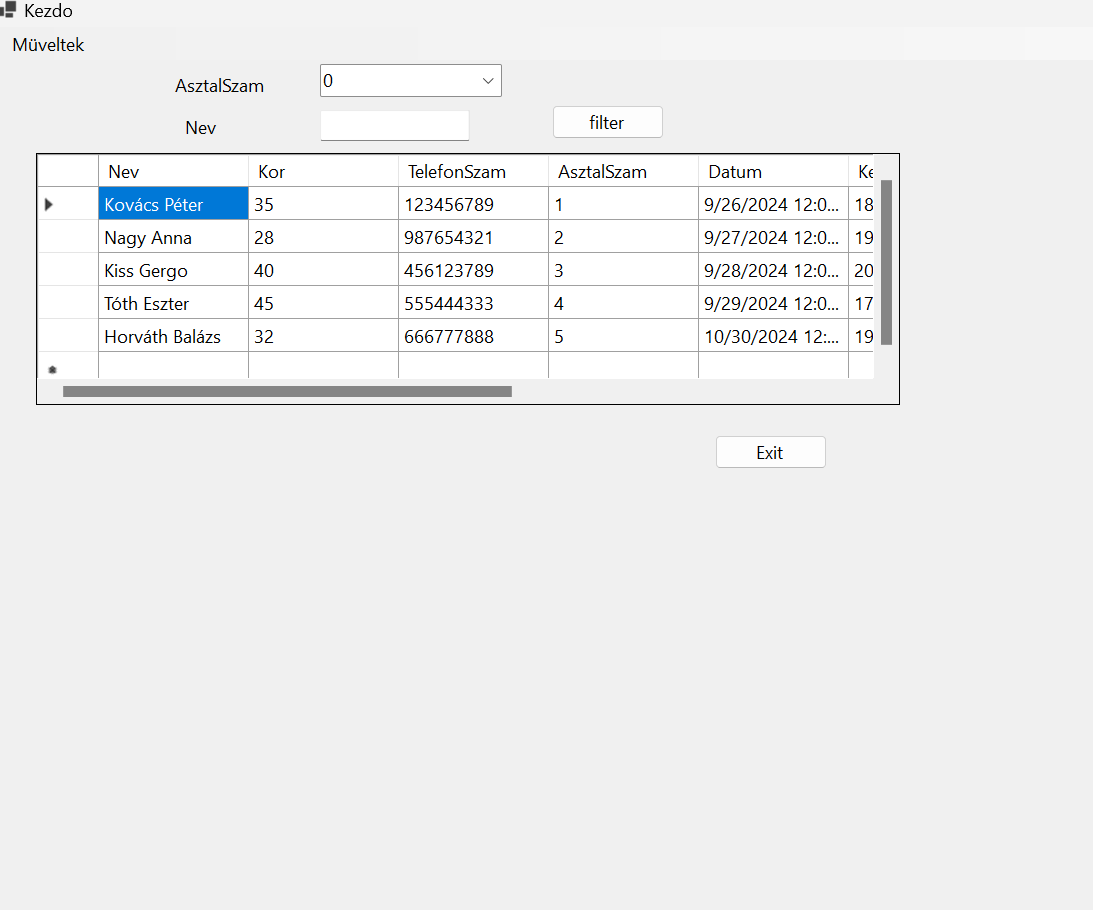 Kezdo
Müveltek
AsztalSzam 0
Nev filter
Nev Kor TelefonSzam AsztalSzam Datum Ke
Kovács Péter 35 123456789 1 9/26/2024 12:0... 18
Nagy Anna 28 987654321 2 9/27/2024 12:0... 19
Kiss Gergo 40 456123789 3 9/28/2024 12:0... 20
Tóth Eszter 45 555444333 4 9/29/2024 12:0... 17
Horváth Balázs 32 666777888 5 10/30/2024 12:... 19
Exit